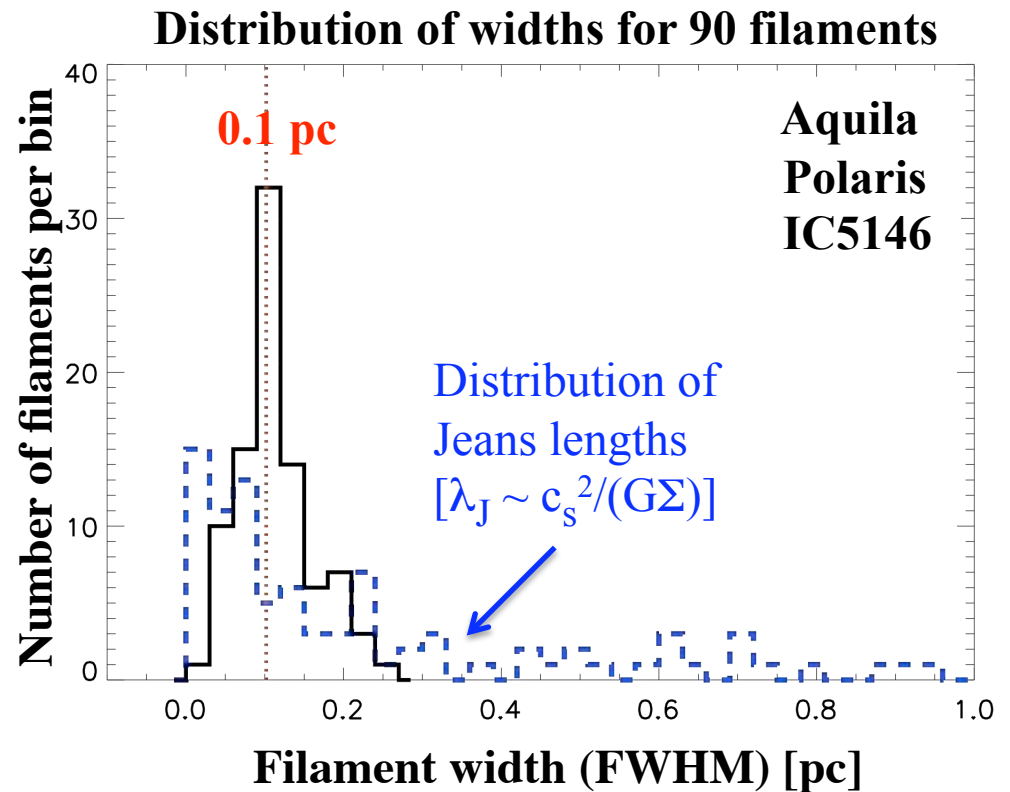 Distribution of widths for 90 filaments
Number of filaments per bin
40
30
20
10
0
0.1 pc
Aquila
Polaris
IC5146
Distribution of
Jeans lengths
[λJ ~ cs²/(GΣ)]
0.0 0.2 0.4 0.6 0.8 1.0
Filament width (FWHM) [pc]